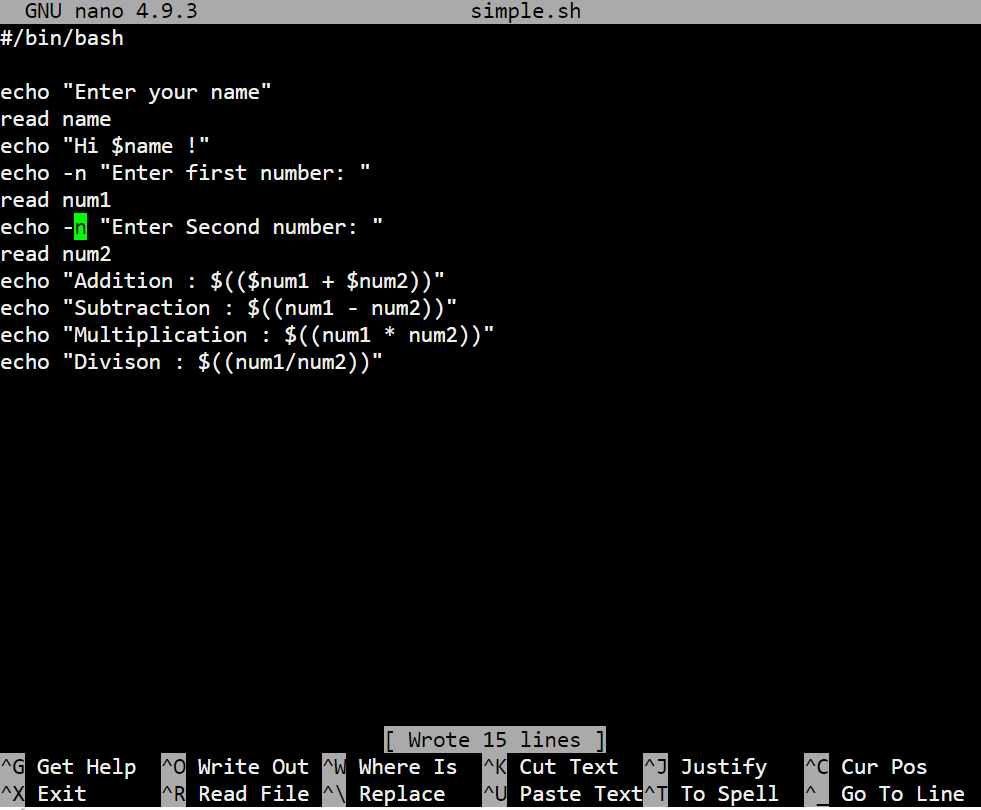 GNU nano 4.9.3 simple.sh
#/bin/bash
echo "Enter your name"
read name
echo "Hi $name !"
echo -n "Enter first number: "
read num1
echo -n "Enter Second number: "
read num2
echo "Addition : $(($num1 + $num2))"
echo "Subtraction : $((num1 - num2))"
echo "Multiplication : $((num1 * num2))"
echo "Divison : $((num1/num2))"
[ Wrote 15 lines ]
^G Get Help ^O Write Out ^W Where Is ^K Cut Text ^J Justify ^C Cur Pos
^X Exit ^R Read File ^\ Replace ^U Paste Text ^T To Spell ^_ Go To Line